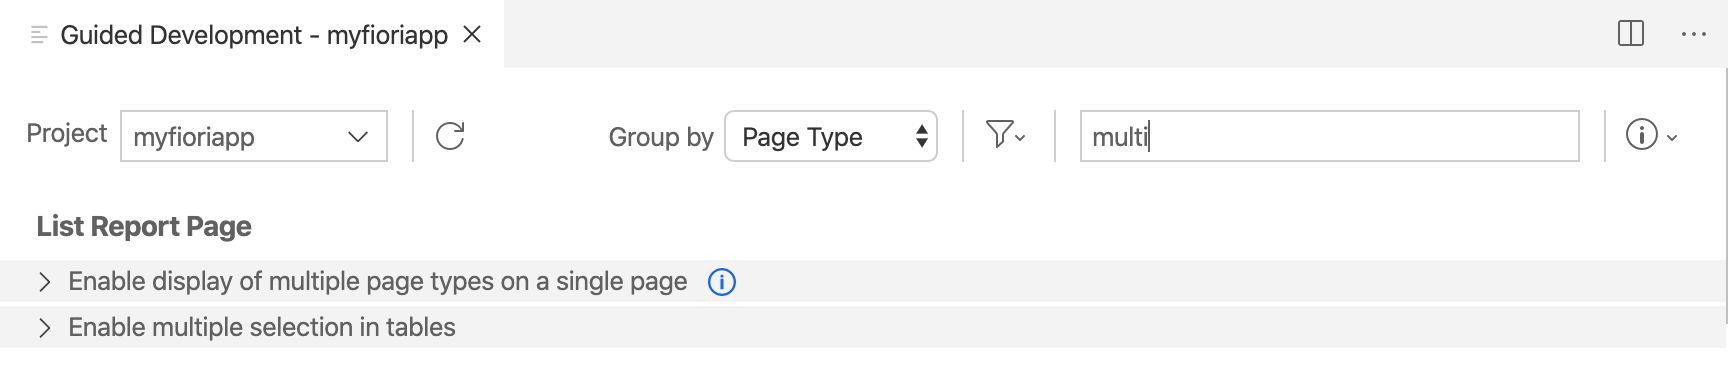 Guided Development - myfioriapp
Project myfioriapp Group by Page Type multi
List Report Page
Enable display of multiple page types on a single page
Enable multiple selection in tables